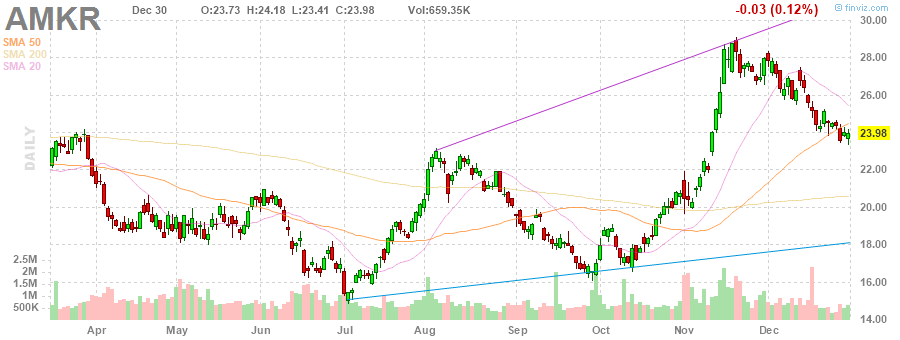 AMKR Dec 30 O:23.73 H:24.18 L:23.41 C:23.98 Vol:659.35K -0.03 (0.12%) © finviz.com
SMA 50
SMA 200
SMA 20
DAILY
30.00
28.00
26.00
24.00
23.98
22.00
20.00
18.00
16.00
14.00
2.5M
2M
1.5M
1M
500K
Apr May Jun Jul Aug Sep Oct Nov Dec